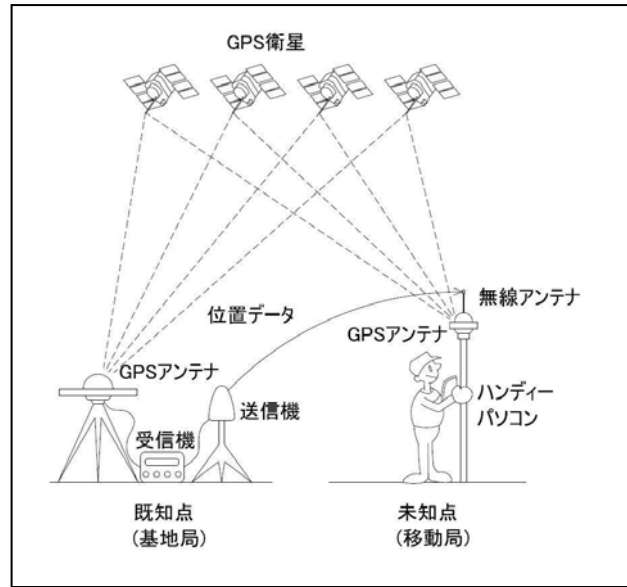 GPS衛星
無線アンテナ
位置データ
GPSアンテナ
GPSアンテナ
ハンディー
パソコン
送信機
受信機
既知点
(基地局)
未知点
(移動局)